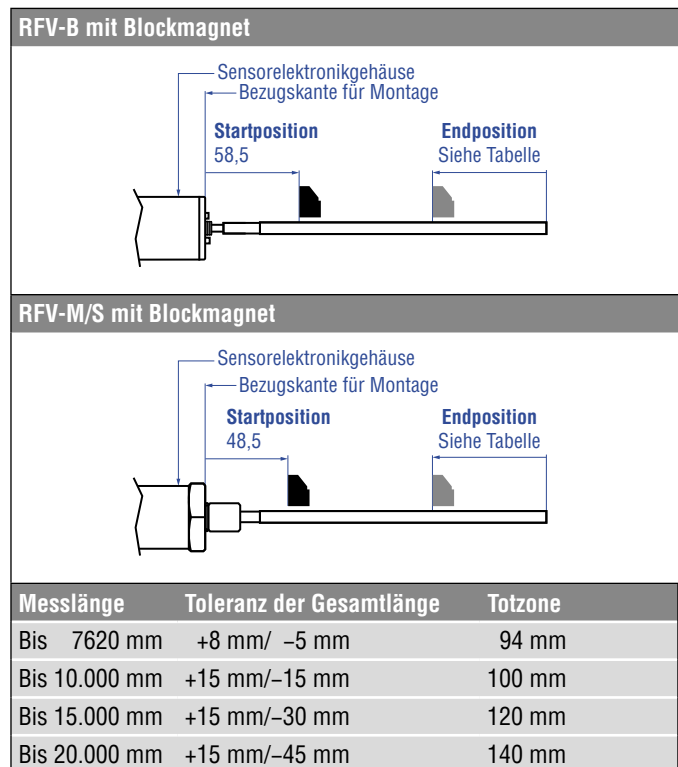 RFV-B mit Blockmagnet
Sensorelektronikgehäuse
Bezugskante für Montage
Startposition
58,5
Endposition
Siehe Tabelle
RFV-M/S mit Blockmagnet
Sensorelektronikgehäuse
Bezugskante für Montage
Startposition
48,5
Endposition
Siehe Tabelle
Messlänge Toleranz der Gesamtlänge Totzone
Bis 7620 mm +8 mm/ −5 mm 94 mm
Bis 10.000 mm +15 mm/−15 mm 100 mm
Bis 15.000 mm +15 mm/−30 mm 120 mm
Bis 20.000 mm +15 mm/−45 mm 140 mm